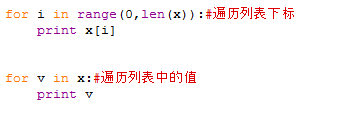 for i in range(0,len(x)):#遍历列表下标
    print x[i]
for v in x:#遍历列表中的值
    print v